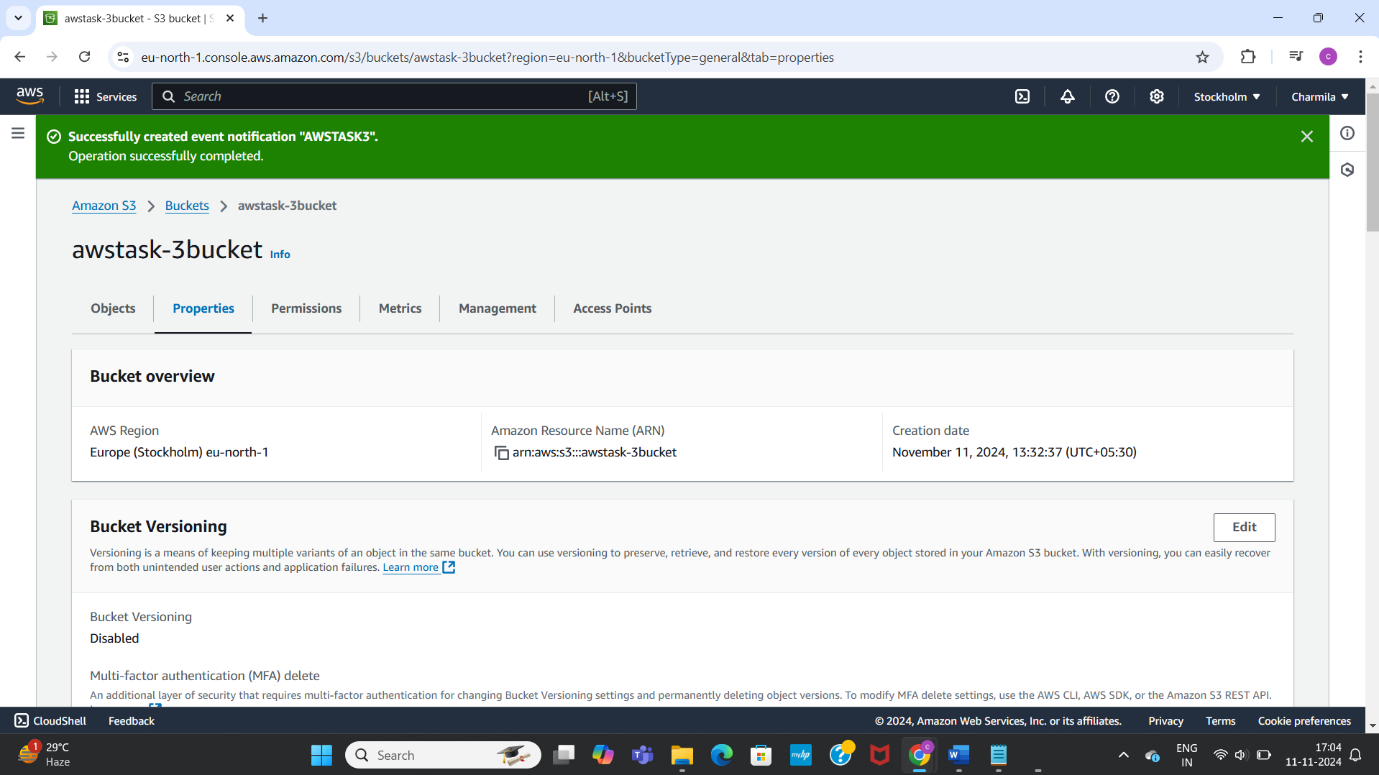 awstask-3bucket - S3 bucket | S
eu-north-1.console.aws.amazon.com/s3/buckets/awstask-3bucket?region=eu-north-1&bucketType=general&tab=properties
C
aws
Services
Search
[Alt+S]
Stockholm
Charmila
Successfully created event notification "AWSTASK3".
Operation successfully completed.
Amazon S3 > Buckets > awstask-3bucket
awstask-3bucket Info
Objects
Properties
Permissions
Metrics
Management
Access Points
Bucket overview
AWS Region
Europe (Stockholm) eu-north-1
Amazon Resource Name (ARN)
arn:aws:s3:::awstask-3bucket
Creation date
November 11, 2024, 13:32:37 (UTC+05:30)
Bucket Versioning
Edit
Versioning is a means of keeping multiple variants of an object in the same bucket. You can use versioning to preserve, retrieve, and restore every version of every object stored in your Amazon S3 bucket. With versioning, you can easily recover
from both unintended user actions and application failures. Learn more
Bucket Versioning
Disabled
Multi-factor authentication (MFA) delete
An additional layer of security that requires multi-factor authentication for changing Bucket Versioning settings and permanently deleting object versions. To modify MFA delete settings, use the AWS CLI, AWS SDK, or the Amazon S3 REST API.
CloudShell
Feedback
© 2024, Amazon Web Services, Inc. or its affiliates.
Privacy
Terms
Cookie preferences
1
29°C
Haze
Search
myhp
C
ENG
IN
17:04
11-11-2024